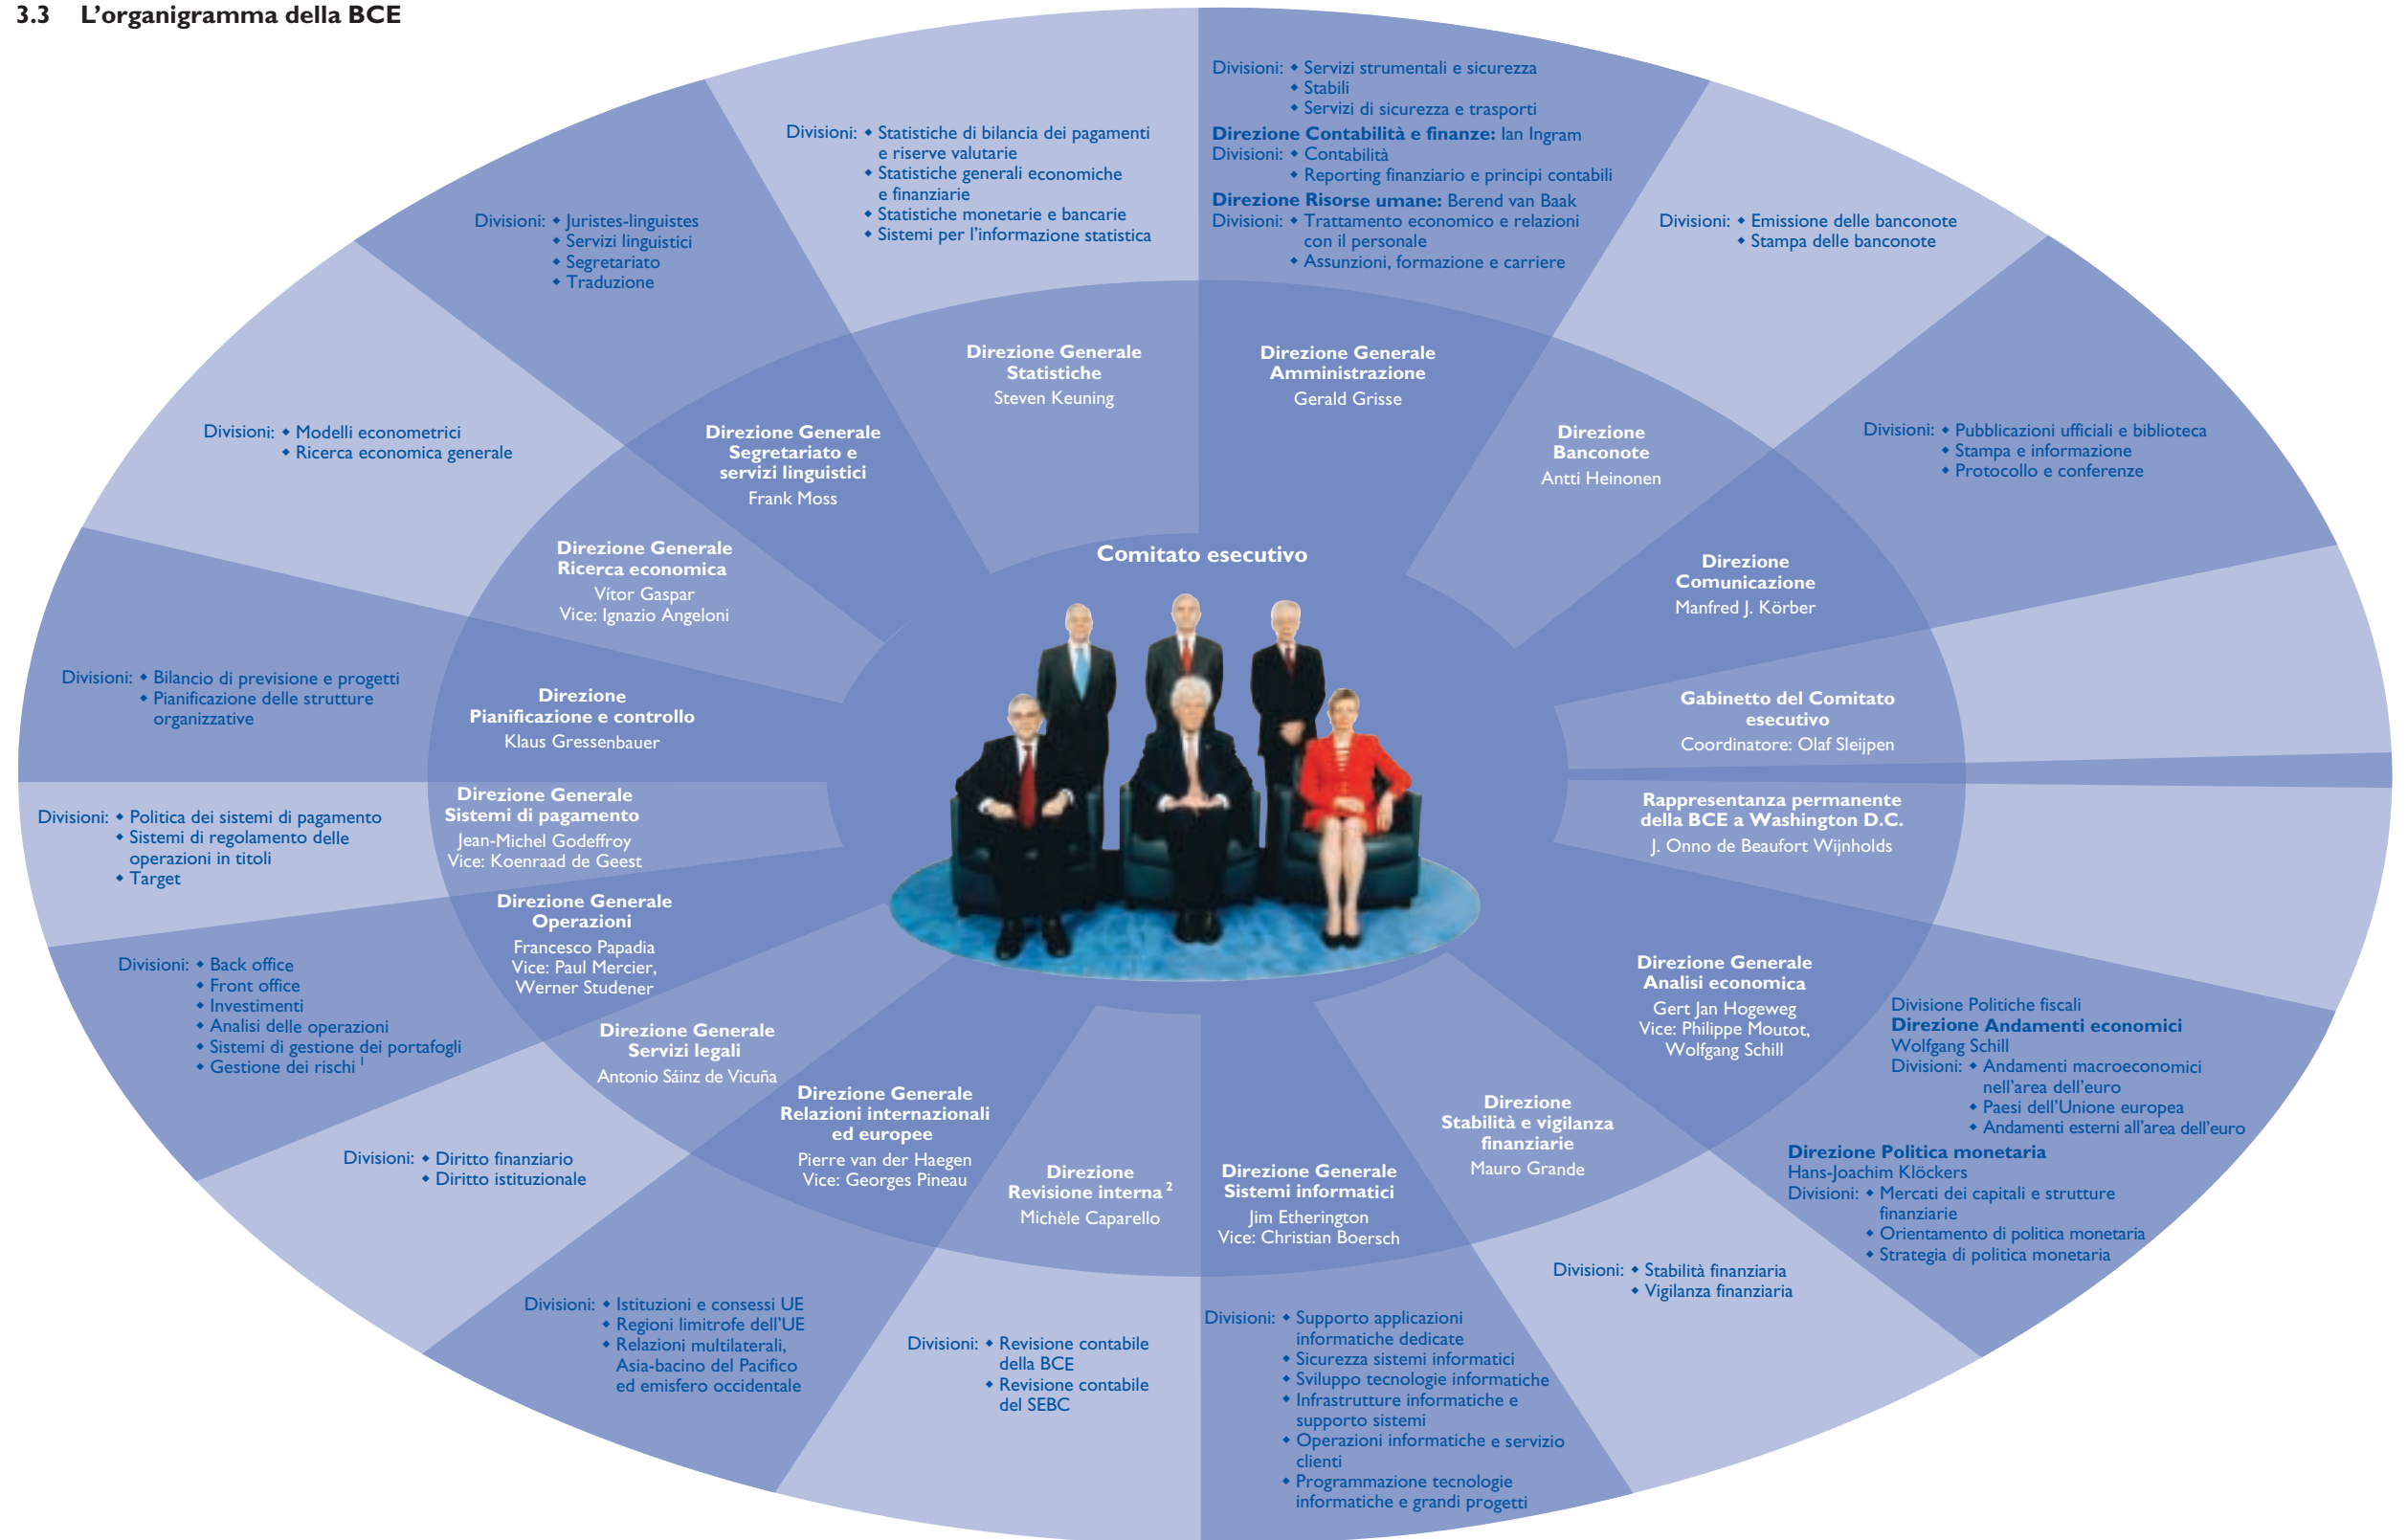 3.3 L'organigramma della BCE
Divisioni: ◆ Servizi strumentali e sicurezza
◆ Stabili
◆ Servizi di sicurezza e trasporti
Direzione Contabilità e finanze: Ian Ingram
Divisioni: ◆ Contabilità
◆ Reporting finanziario e principi contabili
Direzione Risorse umane: Berend van Baak
Divisioni: ◆ Trattamento economico e relazioni
con il personale
◆ Assunzioni, formazione e carriere
Direzione Generale
Amministrazione
Gerald Grisse
Divisioni: ◆ Emissione delle banconote
◆ Stampa delle banconote
Direzione
Banconote
Antti Heinonen
Divisioni: ◆ Pubblicazioni ufficiali e biblioteca
◆ Stampa e informazione
◆ Protocollo e conferenze
Direzione
Comunicazione
Manfred J. Körber
Gabinetto del Comitato
esecutivo
Coordinatore: Olaf Sleijpen
Rappresentanza permanente
della BCE a Washington D.C.
J. Onno de Beaufort Wijnholds
Direzione Generale
Analisi economica
Gert Jan Hogeweg
Vice: Philippe Moutot,
Wolfgang Schill
Divisione Politiche fiscali
Direzione Andamenti economici
Wolfgang Schill
Divisioni: ◆ Andamenti macroeconomici
nell'area dell'euro
◆ Paesi dell'Unione europea
◆ Andamenti esterni all'area dell'euro
Direzione Politica monetaria
Hans-Joachim Klöckers
Divisioni: ◆ Mercati dei capitali e strutture
finanziarie
◆ Orientamento di politica monetaria
◆ Strategia di politica monetaria
Direzione
Stabilità e vigilanza
finanziarie
Mauro Grande
Divisioni: ◆ Stabilità finanziaria
◆ Vigilanza finanziaria
Direzione Generale
Sistemi informatici
Jim Etherington
Vice: Christian Boersch
Divisioni: ◆ Supporto applicazioni
informatiche dedicate
◆ Sicurezza sistemi informatici
◆ Sviluppo tecnologie informatiche
◆ Infrastrutture informatiche e
supporto sistemi
◆ Operazioni informatiche e servizio
clienti
◆ Programmazione tecnologie
informatiche e grandi progetti
Direzione
Revisione interna 2
Michèle Caparello
Divisioni: ◆ Revisione contabile
della BCE
◆ Revisione contabile
del SEBC
Direzione Generale
Relazioni internazionali
ed europee
Pierre van der Haegen
Vice: Georges Pineau
Divisioni: ◆ Istituzioni e consessi UE
◆ Regioni limitrofe dell'UE
◆ Relazioni multilaterali,
Asia-bacino del Pacifico
ed emisfero occidentale
Direzione Generale
Servizi legali
Antonio Sáinz de Vicuña
Divisioni: ◆ Diritto finanziario
◆ Diritto istituzionale
Direzione Generale
Operazioni
Francesco Papadia
Vice: Paul Mercier,
Werner Studener
Divisioni: ◆ Back office
◆ Front office
◆ Investimenti
◆ Analisi delle operazioni
◆ Sistemi di gestione dei portafogli
◆ Gestione dei rischi 1
Direzione Generale
Sistemi di pagamento
Jean-Michel Godeffroy
Vice: Koenraad de Geest
Divisioni: ◆ Politica dei sistemi di pagamento
◆ Sistemi di regolamento delle
operazioni in titoli
◆ Target
Direzione
Pianificazione e controllo
Klaus Gressenbauer
Divisioni: ◆ Bilancio di previsione e progetti
◆ Pianificazione delle strutture
organizzative
Direzione Generale
Ricerca economica
Vítor Gaspar
Vice: Ignazio Angeloni
Divisioni: ◆ Modelli econometrici
◆ Ricerca economica generale
Direzione Generale
Segretariato e
servizi linguistici
Frank Moss
Divisioni: ◆ Juristes-linguistes
◆ Servizi linguistici
◆ Segretariato
◆ Traduzione
Direzione Generale
Statistiche
Steven Keuning
Divisioni: ◆ Statistiche di bilancia dei pagamenti
e riserve valutarie
◆ Statistiche generali economiche
e finanziarie
◆ Statistiche monetarie e bancarie
◆ Sistemi per l'informazione statistica
Comitato esecutivo